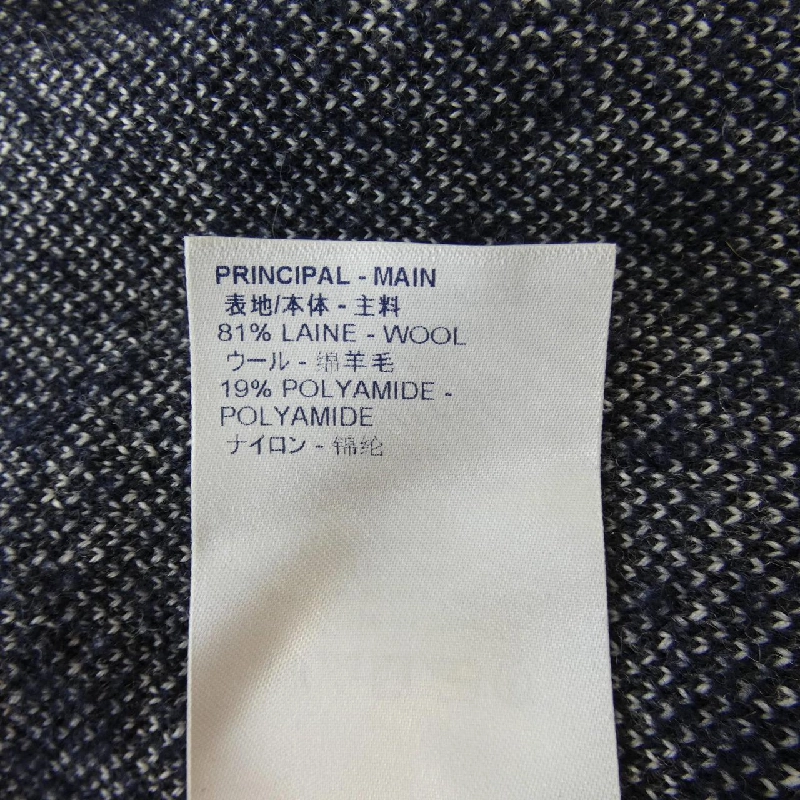 PRINCIPAL - MAIN
表地/本体 - 主料
81% LAINE - WOOL
ウール - 绵羊毛
19% POLYAMIDE -
POLYAMIDE
ナイロン - 锦纶